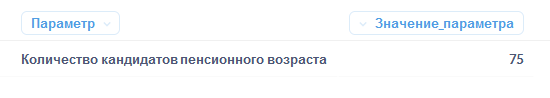 Параметр Значение_параметра
Количество кандидатов пенсионного возраста 75